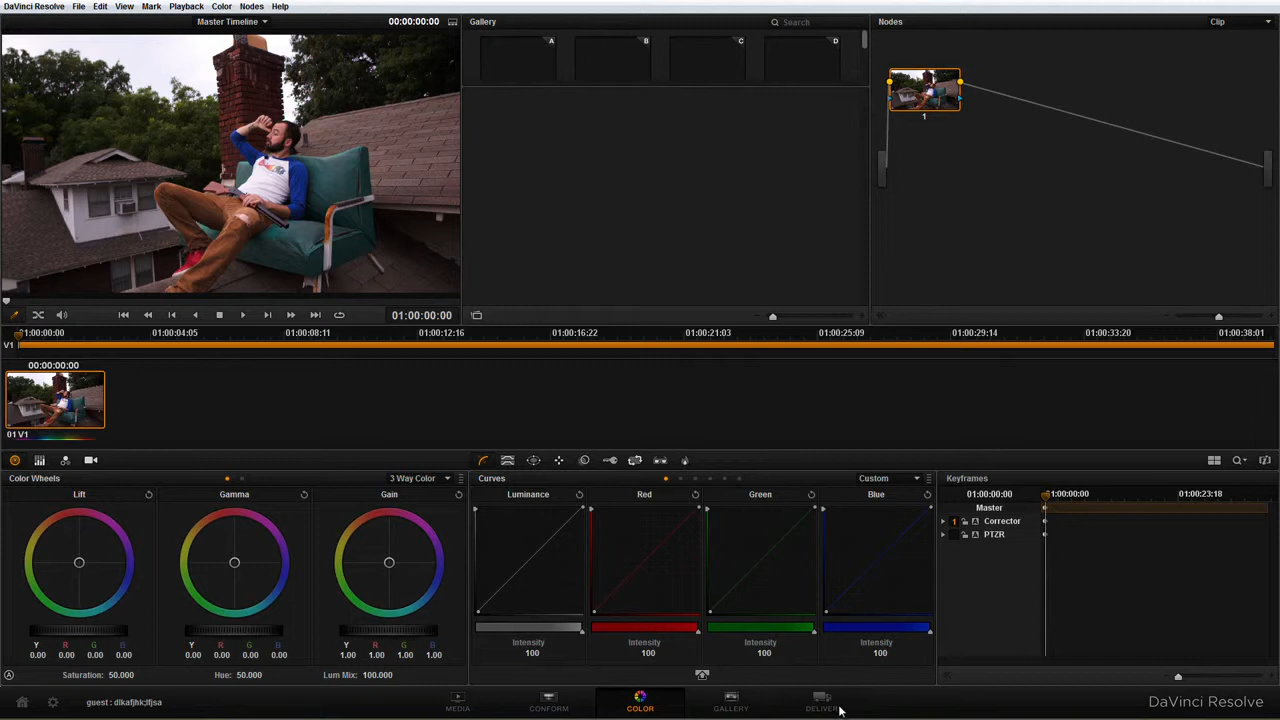 DaVinci Resolve File Edit View Mark Playback Color Nodes Help
Master Timeline 00:00:00:00 Gallery Search Nodes Clip
A B C D
1
01:00:00:00
01:00:00:00 01:00:04:05 01:00:08:11 01:00:12:16 01:00:16:22 01:00:21:03 01:00:25:09 01:00:29:14 01:00:33:20 01:00:38:01
V1
00:00:00:00
01 V1
Color Wheels 3 Way Color Curves Custom Keyframes
Lift Gamma Gain Luminance Red Green Blue 01:00:00:00 01:00:00:00 01:00:23:18
Master
1 Corrector
PTZR
Y R G B Y R G B Y R G B Intensity Intensity Intensity Intensity
0.00 0.00 0.00 0.00 0.00 0.00 0.00 0.00 1.00 1.00 1.00 1.00 100 100 100 100
Saturation: 50.000 Hue: 50.000 Lum Mix: 100.000
guest : dlkafjhk;lfjsa MEDIA CONFORM COLOR GALLERY DELIVER DaVinci Resolve